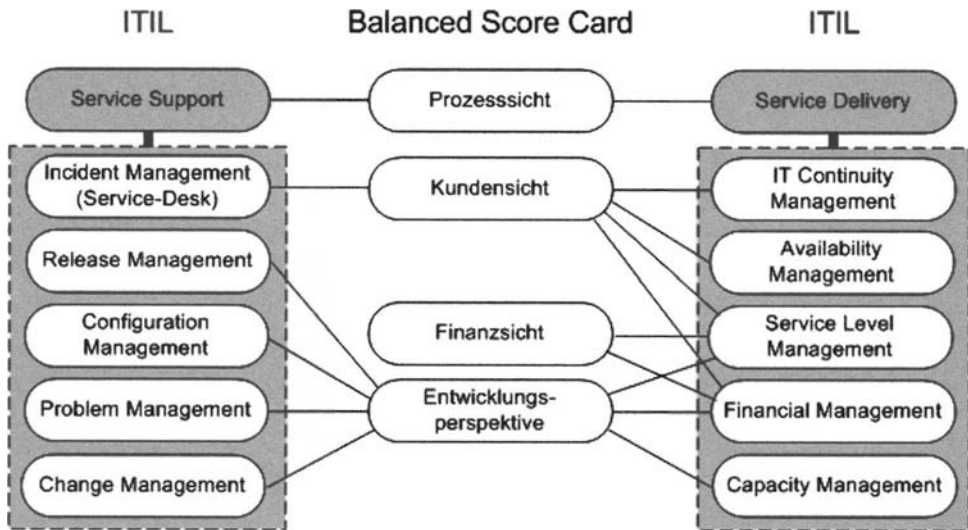 ITIL
Balanced Score Card
ITIL
Service Support
Prozesssicht
Service Delivery
Incident Management
(Service-Desk)
Kundensicht
IT Continuity
Management
Release Management
Availability
Management
Configuration
Management
Finanzsicht
Service Level
Management
Problem Management
Entwicklungs-
perspektive
Financial Management
Change Management
Capacity Management